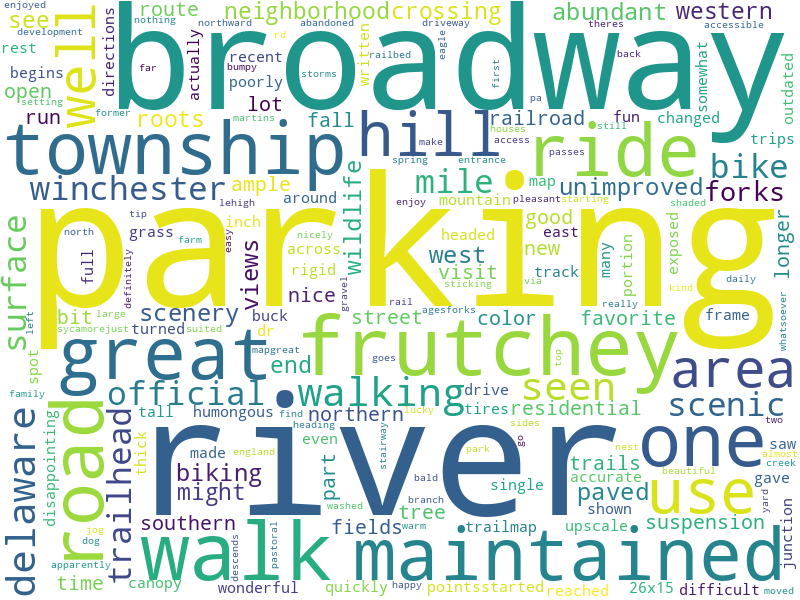 enjoyed
nothing
northward
abandoned
driveway
rd
theres
accessible
development
storms
rest
see
route
neighborhood
crossing
abundant
western
broadway
well
directions
actually
recent
bumpy
railbed
written
eagle
first
back
somewhat
outdated
begins
far
poorly
open
setting
run
former
roots
lot
martins
fall
hill
railroad
pa
fun
changed
trips
township
make
houses
still
access
ride
spring
entrance
passes
bike
winchester
ample
wildlife
mile
map
pleasant
starting
unimproved
shaded
forks
longer
lehigh
around
enjoy
mountain
parking
tip
grass
inch
headed
good
east
exposed
north
full
definitely
farm
easy
views
across
rigid
west
visit
new
track
many
portion
daily
surface
nicely
gravel
sticking
via
really
kind
whatsoever
scenery
nice
rail
agesforks
left
bit
large
buck
street
color
favorite
frame
sycamorejust
turned
suited
dr
spot
mapgreat
goes
top
great
end
frutchey
area
family
official
walking
drive
seen
scenic
two
tall
humongous
find
lucky
tires
residential
delaware
road
trailhead
disappointing
thick
heading
northern
stairway
sides
go
river
one
almost
made
england
even
park
nest
trails
saw
biking
might
part
bald
single
accurate
beautiful
creek
paved
gave
use
yard
southern
washed
branch
tree
shown
jog
fields
warm
trailmap
upscale
suspension
junction
dog
descends
pastoral
walk
maintained
apparently
time
canopy
wonderful
quickly
happy
pointsstarted
reached
26x15
difficult
moved